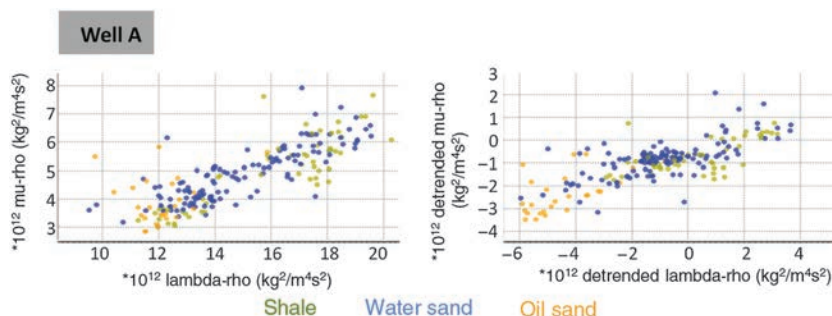 Well A
*10¹² mu-rho (kg²/m⁴s²)
8
7
6
5
4
3
10 12 14 16 18 20
*10¹² lambda-rho (kg²/m⁴s²)
*10¹² detrended mu-rho
(kg²/m⁴s²)
3
2
1
0
−1
−2
−3
−4
−6 −4 −2 0 2 4
*10¹² detrended lambda-rho (kg²/m⁴s²)
Shale Water sand Oil sand